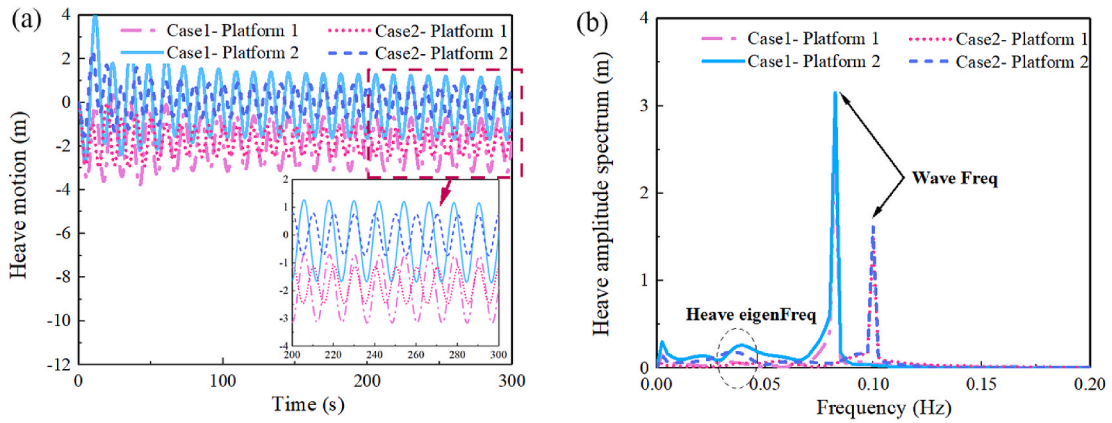 (a)
4
2
0
-2
-4
-6
-8
-10
-12
Heave motion (m)
Case1- Platform 1
Case2- Platform 1
Case1- Platform 2
Case2- Platform 2
2
1
0
-1
-2
-3
-4
200 220 240 260 280 300
0 100 200 300
Time (s)
(b)
4
3
2
1
0
Heave amplitude spectrum (m)
Case1- Platform 1
Case2- Platform 1
Case1- Platform 2
Case2- Platform 2
Wave Freq
Heave eigenFreq
0.00 0.05 0.10 0.15 0.20
Frequency (Hz)